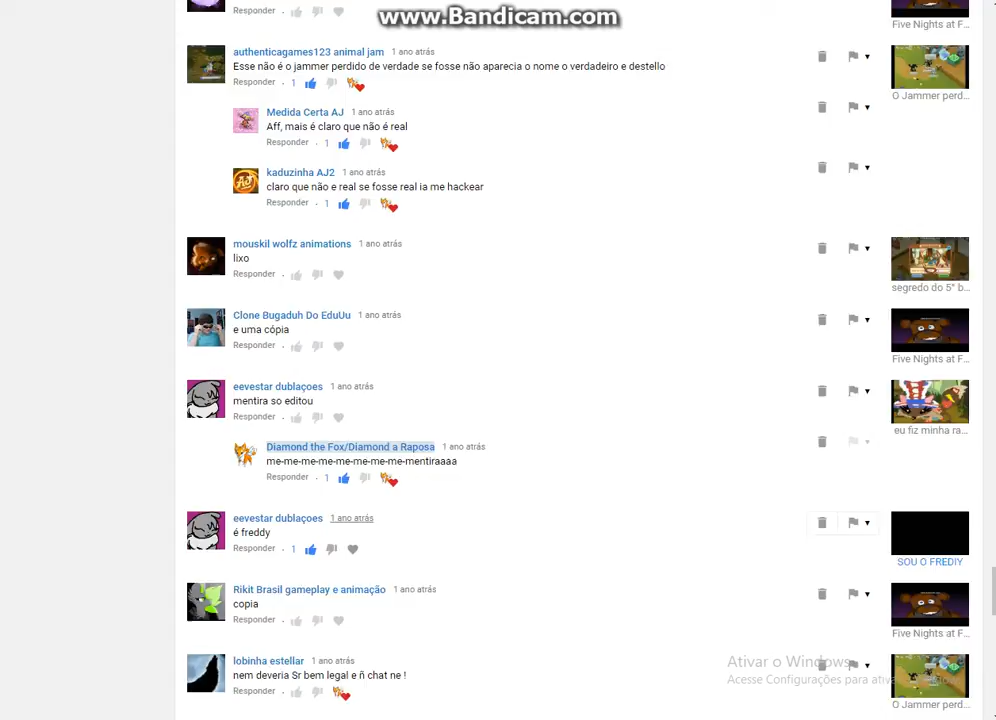 Responder
www.Bandicam.com
Five Nights at F...
authenticagames123 animal jam 1 ano atrás
Esse não é o jammer perdido de verdade se fosse não aparecia o nome o verdadeiro e destello
Responder 1
O Jammer perd...
Medida Certa AJ 1 ano atrás
Aff, mais é claro que não é real
Responder 1
kaduzinha AJ2 1 ano atrás
claro que não e real se fosse real ia me hackear
Responder 1
mouskil wolfz animations 1 ano atrás
lixo
Responder
segredo do 5° b...
Clone Bugaduh Do EduUu 1 ano atrás
e uma cópia
Responder
Five Nights at F...
eevestar dublaçoes 1 ano atrás
mentira so editou
Responder
eu fiz minha ra...
Diamond the Fox/Diamond a Raposa 1 ano atrás
me-me-me-me-me-me-me-me-mentiraaaa
Responder 1
eevestar dublaçoes 1 ano atrás
é freddy
Responder 1
SOU O FREDIY
Rikit Brasil gameplay e animação 1 ano atrás
copia
Responder
Five Nights at F...
lobinha estellar 1 ano atrás
nem deveria Sr bem legal e ñ chat ne !
Responder
O Jammer perd...
Ativar o Windows
Acesse Configurações para